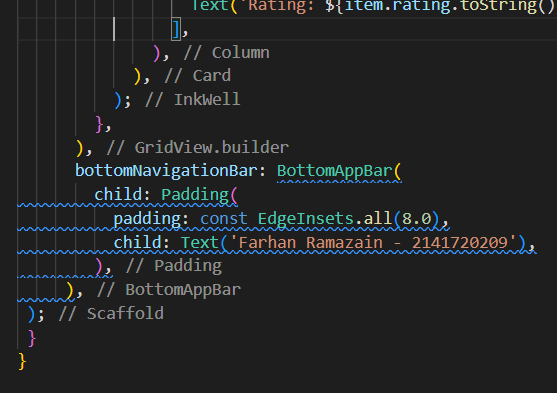 Text('Rating: ${item.rating.toString()
],
), // Column
), // Card
); // InkWell
},
), // GridView.builder
bottomNavigationBar: BottomAppBar(
child: Padding(
padding: const EdgeInsets.all(8.0),
child: Text('Farhan Ramazain - 2141720209'),
), // Padding
), // BottomAppBar
); // Scaffold
}
}